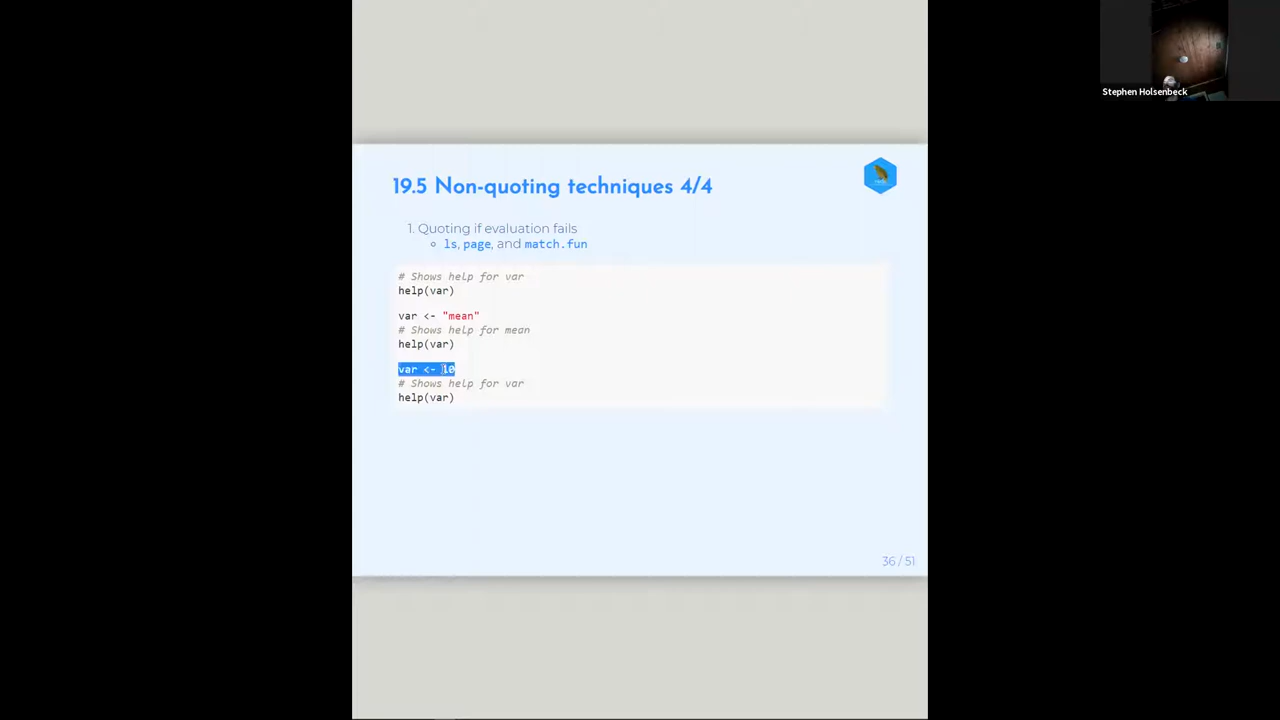 Stephen Holsenbeck
19.5 Non-quoting techniques 4/4
1. Quoting if evaluation fails
ls, page, and match.fun
# Shows help for var
help(var)
var <- "mean"
# Shows help for mean
help(var)
var <- 10
# Shows help for var
help(var)
36 / 51